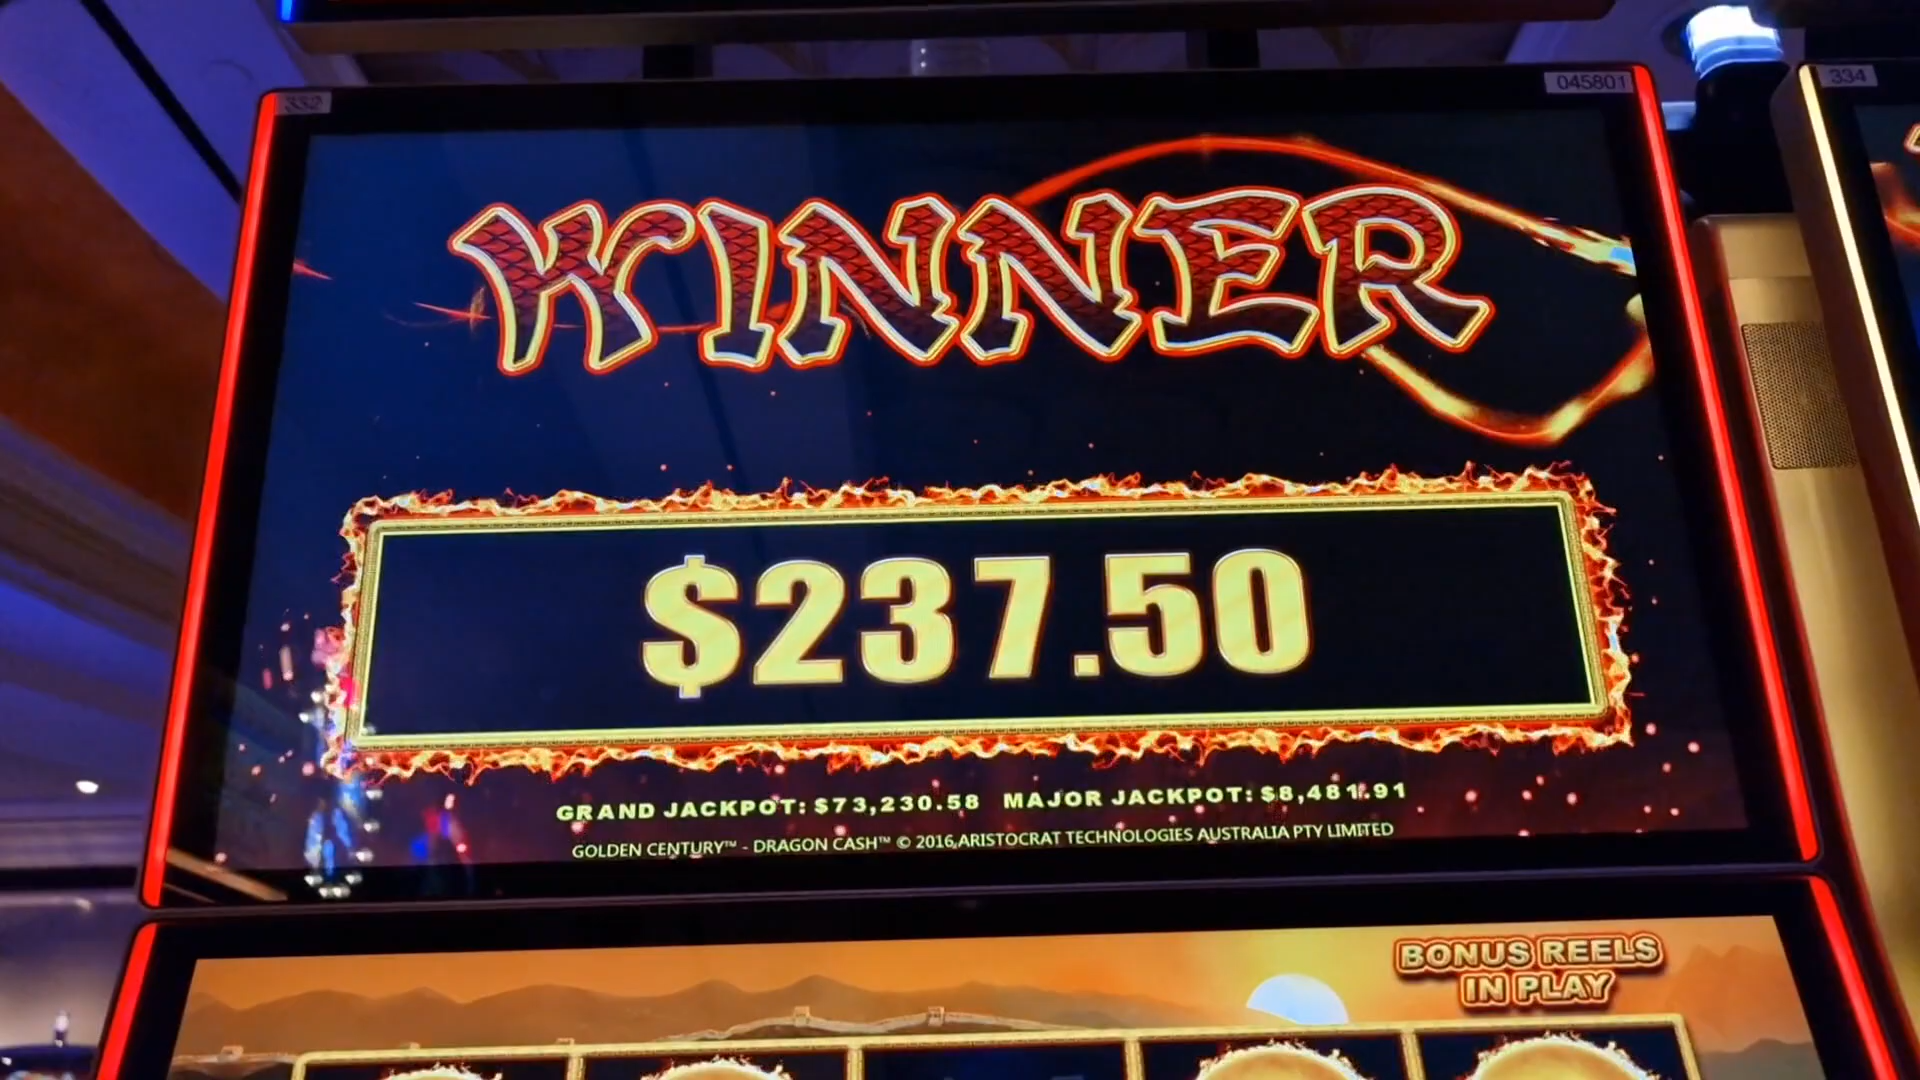 332
045801
334
WINNER
$237.50
GRAND JACKPOT: $73,230.58 MAJOR JACKPOT: $8,481.91
GOLDEN CENTURY™ - DRAGON CASH™ © 2016,ARISTOCRAT TECHNOLOGIES AUSTRALIA PTY LIMITED
BONUS REELS
IN PLAY